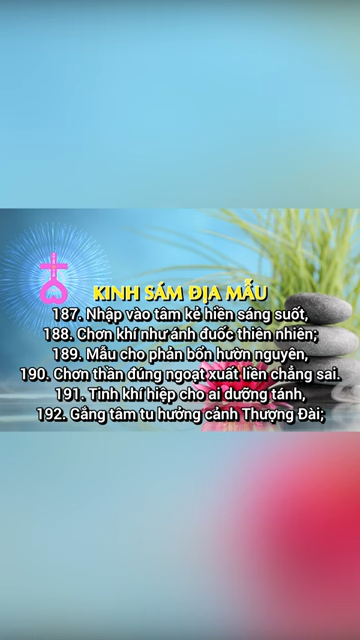 KINH SÁM ĐỊA MẪU
187. Nhập vào tâm kẻ hiền sáng suốt,
188. Chơn khí như ánh đuốc thiên nhiên;
189. Mẫu cho phản bổn hườn nguyên,
190. Chơn thần đúng ngoạt xuất liền chẳng sai.
191. Tinh khí hiệp cho ai dưỡng tánh,
192. Gắng tâm tu hưởng cảnh Thượng Đài;